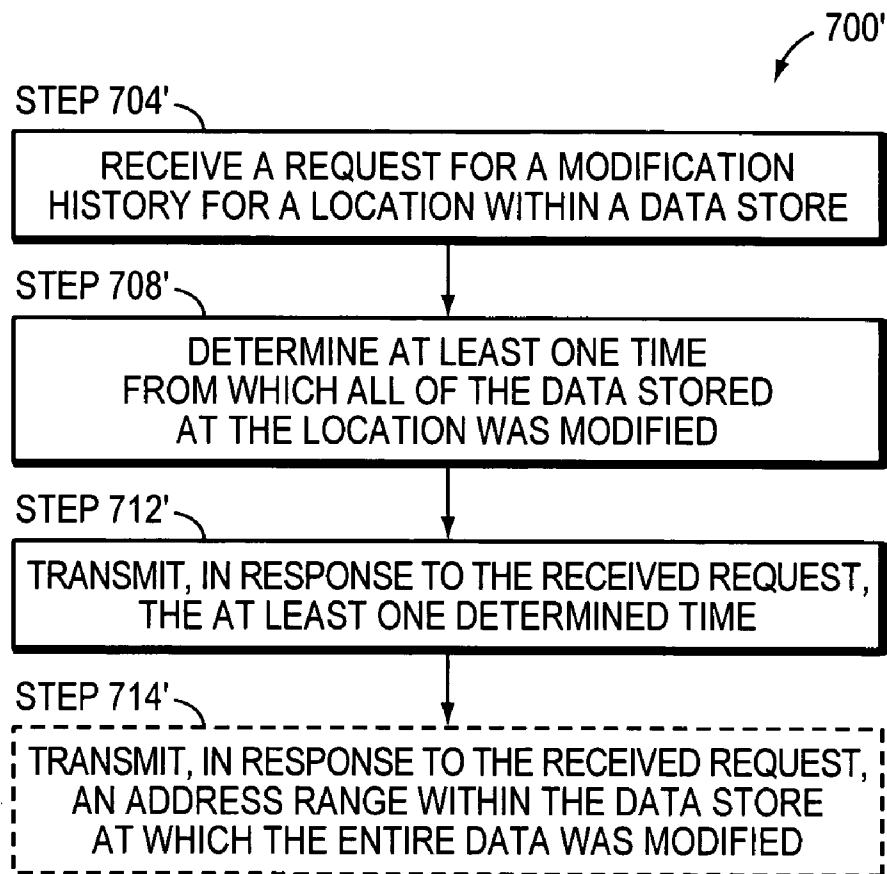 700'
STEP 704'
RECEIVE A REQUEST FOR A MODIFICATION
HISTORY FOR A LOCATION WITHIN A DATA STORE
STEP 708'
DETERMINE AT LEAST ONE TIME
FROM WHICH ALL OF THE DATA STORED
AT THE LOCATION WAS MODIFIED
STEP 712'
TRANSMIT, IN RESPONSE TO THE RECEIVED REQUEST,
THE AT LEAST ONE DETERMINED TIME
STEP 714'
TRANSMIT, IN RESPONSE TO THE RECEIVED REQUEST,
AN ADDRESS RANGE WITHIN THE DATA STORE
AT WHICH THE ENTIRE DATA WAS MODIFIED